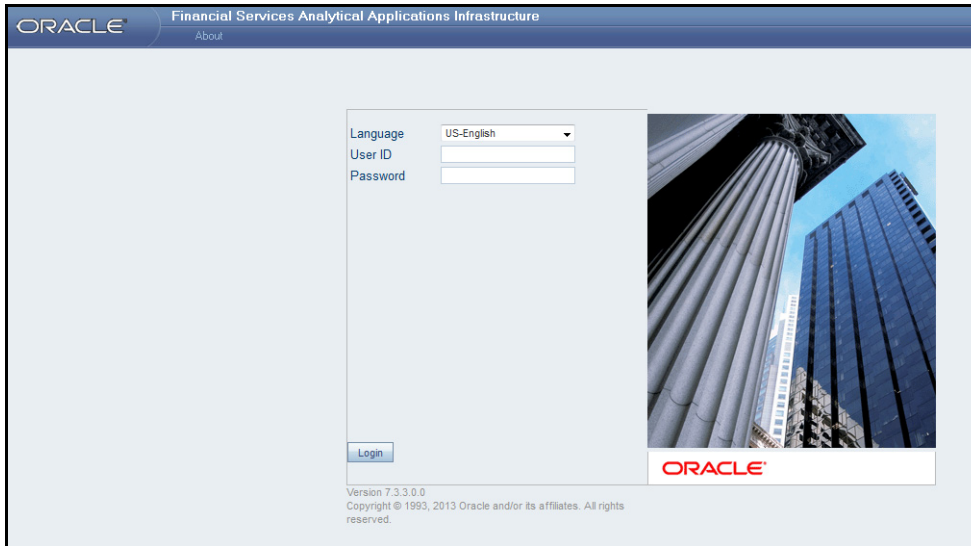 ORACLE®
Financial Services Analytical Applications Infrastructure
About
Language
US-English
User ID
Password
Login
ORACLE®
Version 7.3.3.0.0
Copyright © 1993, 2013 Oracle and/or its affiliates. All rights
reserved.